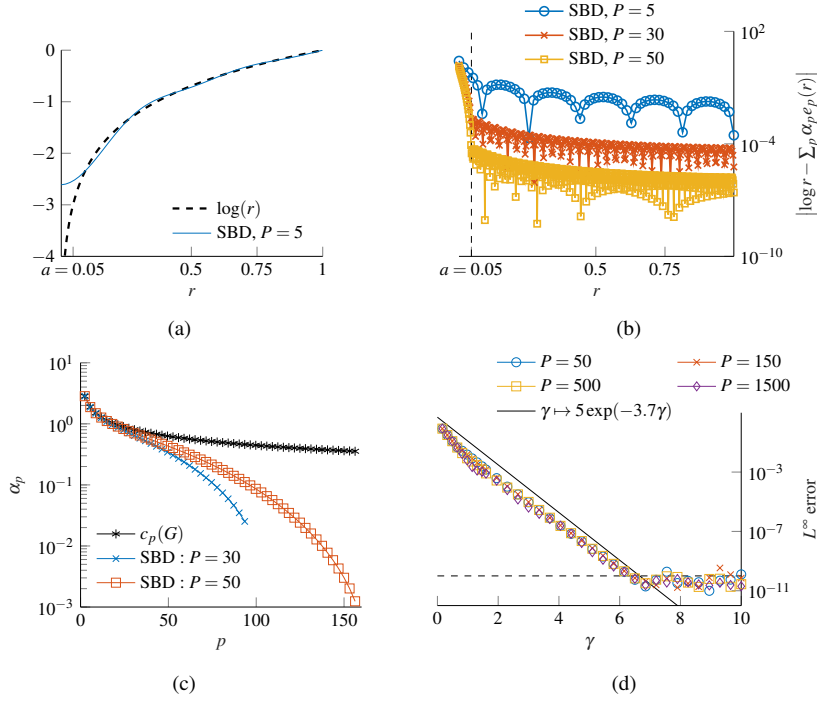 0
−1
−2
−3
−4
log(r)
SBD, P = 5
a = 0.05
0.5
0.75
1
r
(a)
SBD, P = 5
SBD, P = 30
SBD, P = 50
10^2
10^−4
10^−10
|log r − ∑_p α_p e_p(r)|
a = 0.05
0.5
0.75
r
(b)
10^1
10^0
10^−1
10^−2
10^−3
α_p
c_p(G)
SBD : P = 30
SBD : P = 50
0
50
100
150
p
(c)
P = 50
P = 150
P = 500
P = 1500
γ ↦ 5 exp(−3.7γ)
10^−3
10^−7
10^−11
L^∞ error
0
2
4
6
8
10
γ
(d)